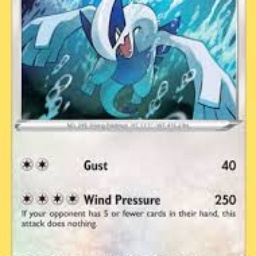 Gust 40
Wind Pressure 250
If your opponent has 5 or fewer cards in their hand, this
attack does nothing.